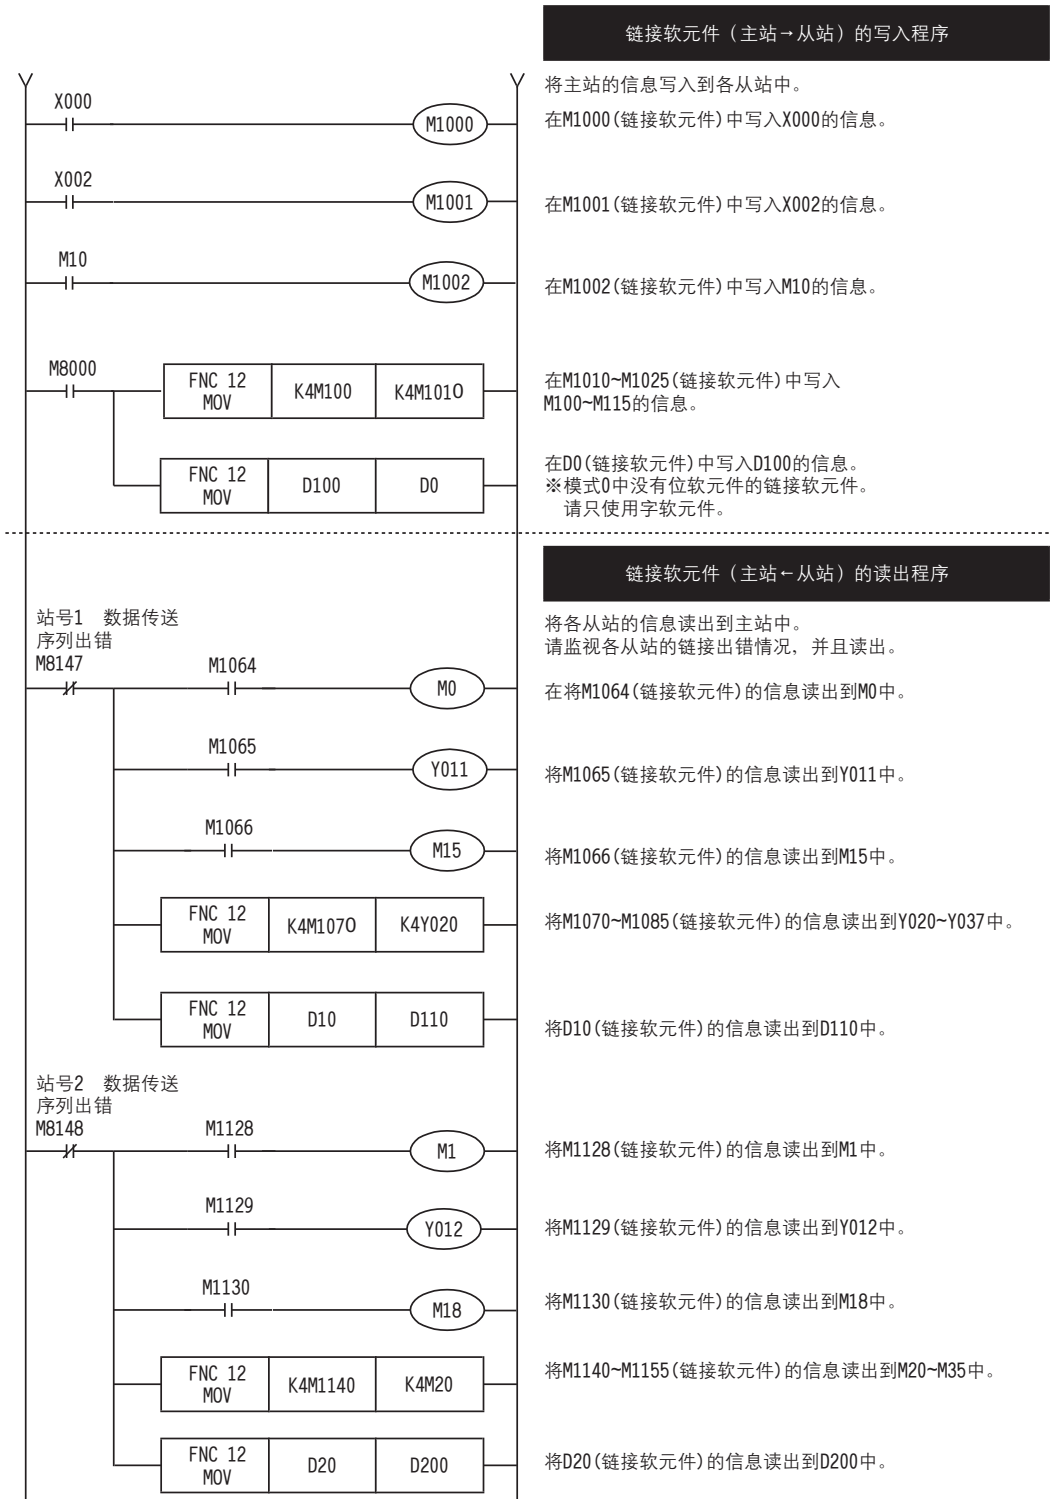 链接软元件（主站→从站）的写入程序
将主站的信息写入到各从站中。
X000
M1000
在M1000(链接软元件)中写入X000的信息。
X002
M1001
在M1001(链接软元件)中写入X002的信息。
M10
M1002
在M1002(链接软元件)中写入M10的信息。
M8000
FNC 12
MOV
K4M100
K4M1010
在M1010~M1025(链接软元件)中写入
M100~M115的信息。
FNC 12
MOV
D100
D0
在D0(链接软元件)中写入D100的信息。
※模式0中没有位软元件的链接软元件。
请只使用字软元件。
链接软元件（主站←从站）的读出程序
将各从站的信息读出到主站中。
请监视各从站的链接出错情况，并且读出。
站号1　数据传送
序列出错
M8147
M1064
M0
在将M1064(链接软元件)的信息读出到M0中。
M1065
Y011
将M1065(链接软元件)的信息读出到Y011中。
M1066
M15
将M1066(链接软元件)的信息读出到M15中。
FNC 12
MOV
K4M1070
K4Y020
将M1070~M1085(链接软元件)的信息读出到Y020~Y037中。
FNC 12
MOV
D10
D110
将D10(链接软元件)的信息读出到D110中。
站号2　数据传送
序列出错
M8148
M1128
M1
将M1128(链接软元件)的信息读出到M1中。
M1129
Y012
将M1129(链接软元件)的信息读出到Y012中。
M1130
M18
将M1130(链接软元件)的信息读出到M18中。
FNC 12
MOV
K4M1140
K4M20
将M1140~M1155(链接软元件)的信息读出到M20~M35中。
FNC 12
MOV
D20
D200
将D20(链接软元件)的信息读出到D200中。